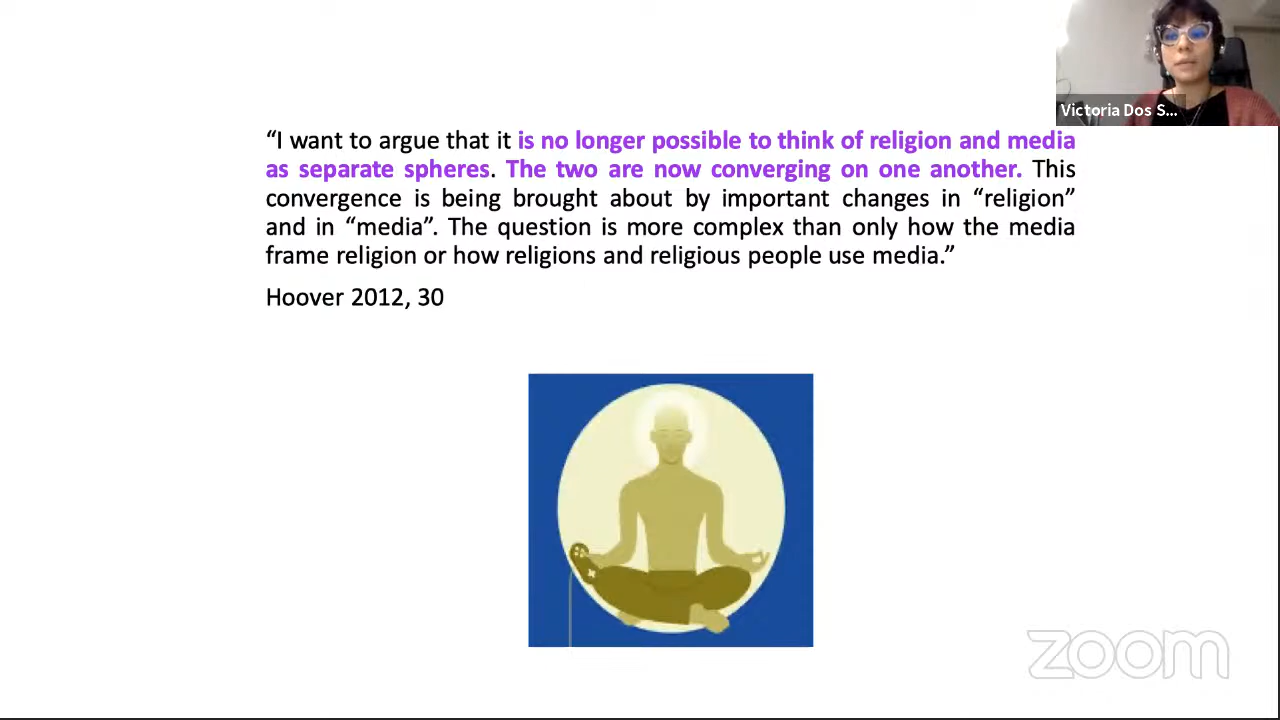 Victoria Dos S...
“I want to argue that it is no longer possible to think of religion and media
as separate spheres. The two are now converging on one another. This
convergence is being brought about by important changes in “religion”
and in “media”. The question is more complex than only how the media
frame religion or how religions and religious people use media.”
Hoover 2012, 30
zoom